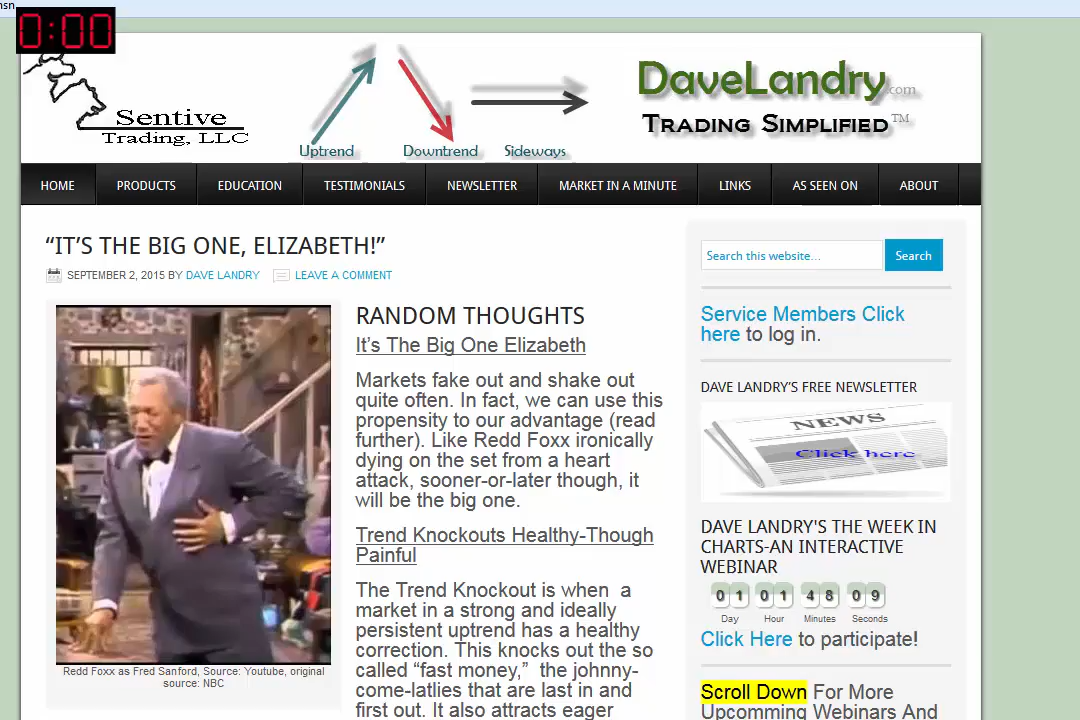 nsn
0:00
Sentive
Trading, LLC
Uptrend
Downtrend
Sideways
DaveLandry.com
Trading Simplified™
HOME
PRODUCTS
EDUCATION
TESTIMONIALS
NEWSLETTER
MARKET IN A MINUTE
LINKS
AS SEEN ON
ABOUT
“IT’S THE BIG ONE, ELIZABETH!”
SEPTEMBER 2, 2015 BY DAVE LANDRY
LEAVE A COMMENT
Redd Foxx as Fred Sanford, Source: Youtube, original
source: NBC
RANDOM THOUGHTS
It’s The Big One Elizabeth
Markets fake out and shake out
quite often. In fact, we can use this
propensity to our advantage (read
further). Like Redd Foxx ironically
dying on the set from a heart
attack, sooner-or-later though, it
will be the big one.
Trend Knockouts Healthy-Though
Painful
The Trend Knockout is when a
market in a strong and ideally
persistent uptrend has a healthy
correction. This knocks out the so
called “fast money,” the johnny-
come-latlies that are last in and
first out. It also attracts eager
Search this website...
Search
Service Members Click
here to log in.
DAVE LANDRY'S FREE NEWSLETTER
NEWS
Click here
DAVE LANDRY'S THE WEEK IN
CHARTS-AN INTERACTIVE
WEBINAR
01 01 48 09
Day Hour Minutes Seconds
Click Here to participate!
Scroll Down For More
Upcomming Webinars And